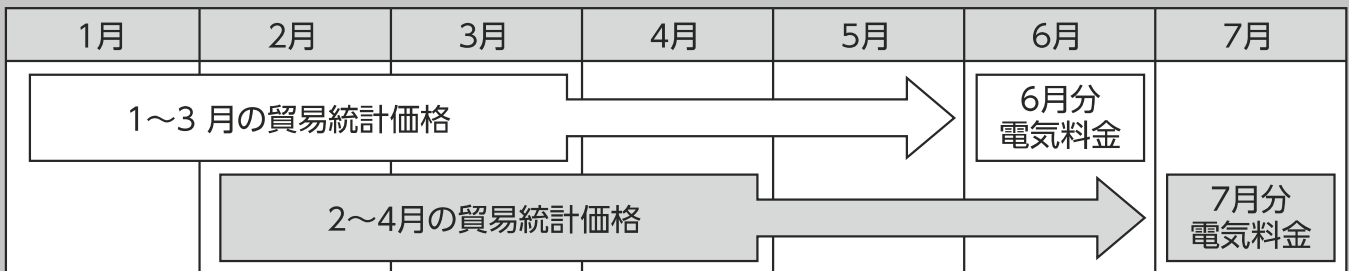 1月 2月 3月 4月 5月 6月 7月
1～3 月の貿易統計価格
6月分
電気料金
2～4月の貿易統計価格
7月分
電気料金